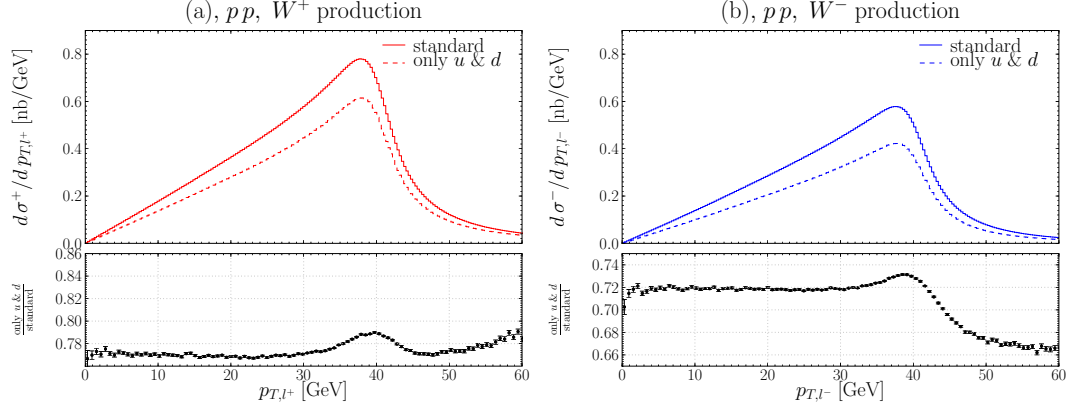 (a), p p, W⁺ production
dσ⁺/dp_{T,l⁺} [nb/GeV]
0.8
0.6
0.4
0.2
0.0
standard
only u & d
only u & d
standard
0.86
0.84
0.82
0.80
0.78
0 10 20 30 40 50 60
p_{T,l⁺} [GeV]
(b), p p, W⁻ production
dσ⁻/dp_{T,l⁻} [nb/GeV]
0.8
0.6
0.4
0.2
0.0
standard
only u & d
only u & d
standard
0.74
0.72
0.70
0.68
0.66
0 10 20 30 40 50 60
p_{T,l⁻} [GeV]